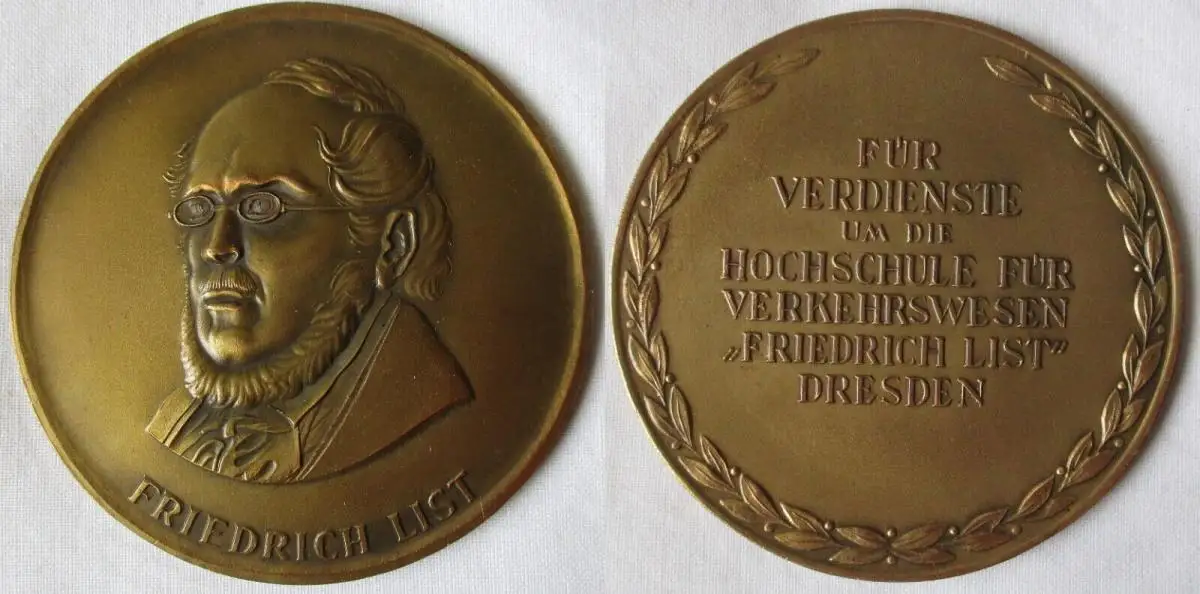 FRIEDRICH LIST
FÜR
VERDIENSTE
UM DIE
HOCHSCHULE FÜR
VERKEHRSWESEN
„FRIEDRICH LIST”
DRESDEN